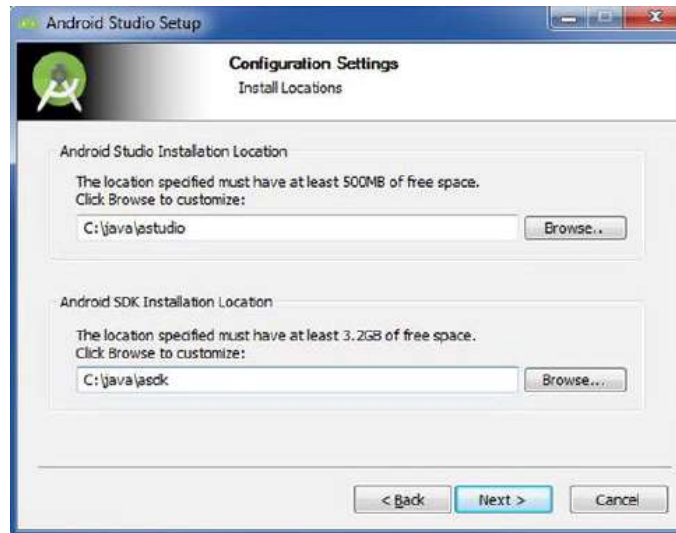 Android Studio Setup
Configuration Settings
Install Locations
Android Studio Installation Location
The location specified must have at least 500MB of free space.
Click Browse to customize:
C:\java\astudio
Browse..
Android SDK Installation Location
The location specified must have at least 3.2GB of free space.
Click Browse to customize:
C:\java\asdk
Browse...
< Back
Next >
Cancel